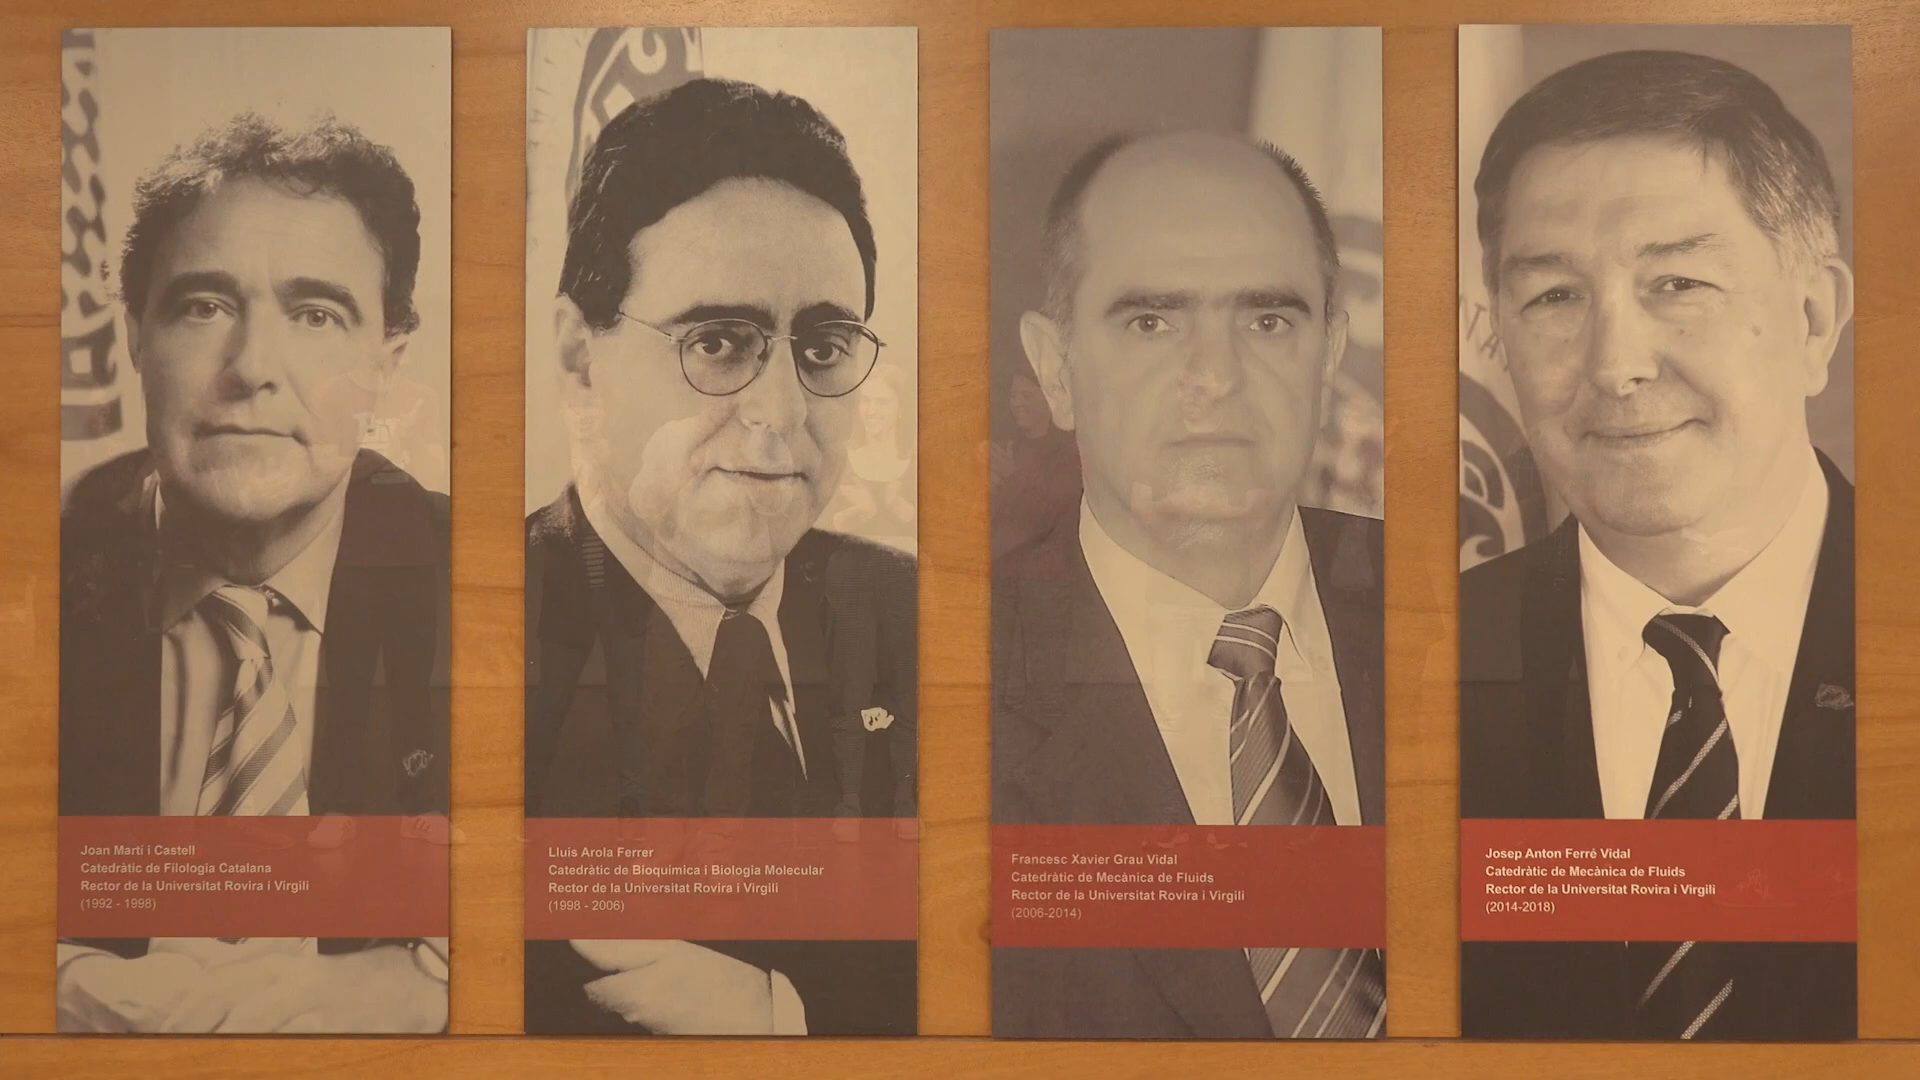 Joan Martí i Castell
Catedràtic de Filologia Catalana
Rector de la Universitat Rovira i Virgili
(1992 - 1998)
Lluis Arola Ferrer
Catedràtic de Bioquímica i Biologia Molecular
Rector de la Universitat Rovira i Virgili
(1998 - 2006)
Francesc Xavier Grau Vidal
Catedràtic de Mecànica de Fluids
Rector de la Universitat Rovira i Virgili
(2006-2014)
Josep Anton Ferré Vidal
Catedràtic de Mecànica de Fluids
Rector de la Universitat Rovira i Virgili
(2014-2018)